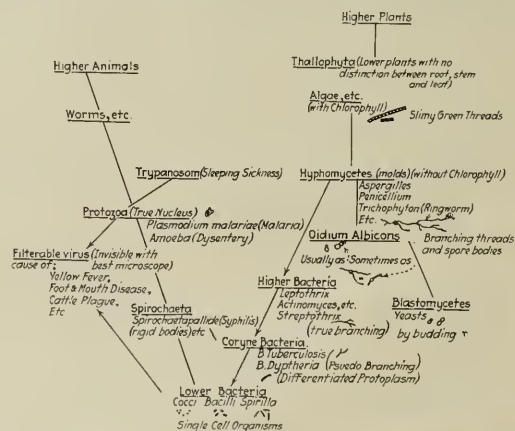 Higher Plants
Thallophyta (Lower plants with no
distinction between root, stem
and leaf)
Higher Animals
Algae, etc.
(with Chlorophyll)
Slimy Green Threads
Worms, etc.
Trypanosom (Sleeping Sickness)
Hyphomycetes (molds) (without Chlorophyll)
Aspergilles
Penicillium
Trichophyton (Ringworm)
Etc.
Protozoa (True Nucleus)
Plasmodium malariae (Malaria)
Amoeba (Dysentery)
Oidium Albicons
Branching threads
and spore bodies
Usually as Sometimes as
Filterable virus (Invisible with
cause of: best microscope)
Yellow Fever,
Foot & Mouth Disease,
Cattle Plague,
Etc
Higher Bacteria
Leptothrix
Actinomyces, etc.
Streptothrix
(true branching)
Blastomycetes
Yeasts
by budding
Spirochaeta
Spirochaetapallide (Syphilis)
(rigid bodies) etc
Coryne Bacteria
B. Tuberculosis
B. Dyptheria (Psuedo Branching)
(Differentiated Protoplasm)
Lower Bacteria
Cocci Bacilli Spirilla
Single Cell Organisms